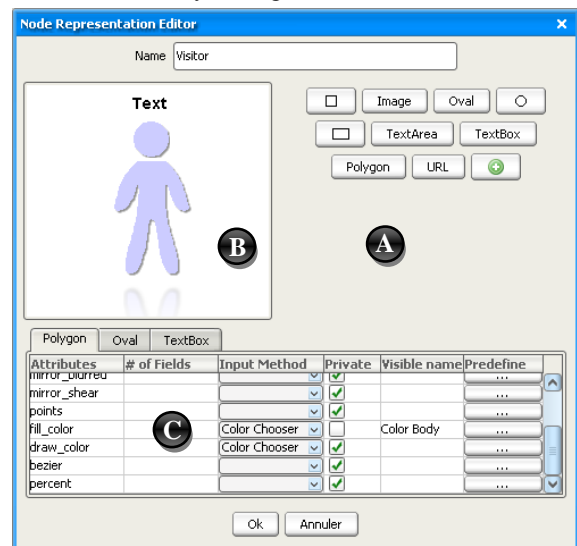 Node Representation Editor
Name Visitor
Text
Image Oval
TextArea TextBox
Polygon URL
B
A
Polygon Oval TextBox
Attributes # of Fields Input Method Private Visible name Predefine
mirror_blurred ...
mirror_shear ...
points ...
fill_color Color Chooser Color Body ...
draw_color Color Chooser ...
bezier ...
percent ...
C
Ok Annuler